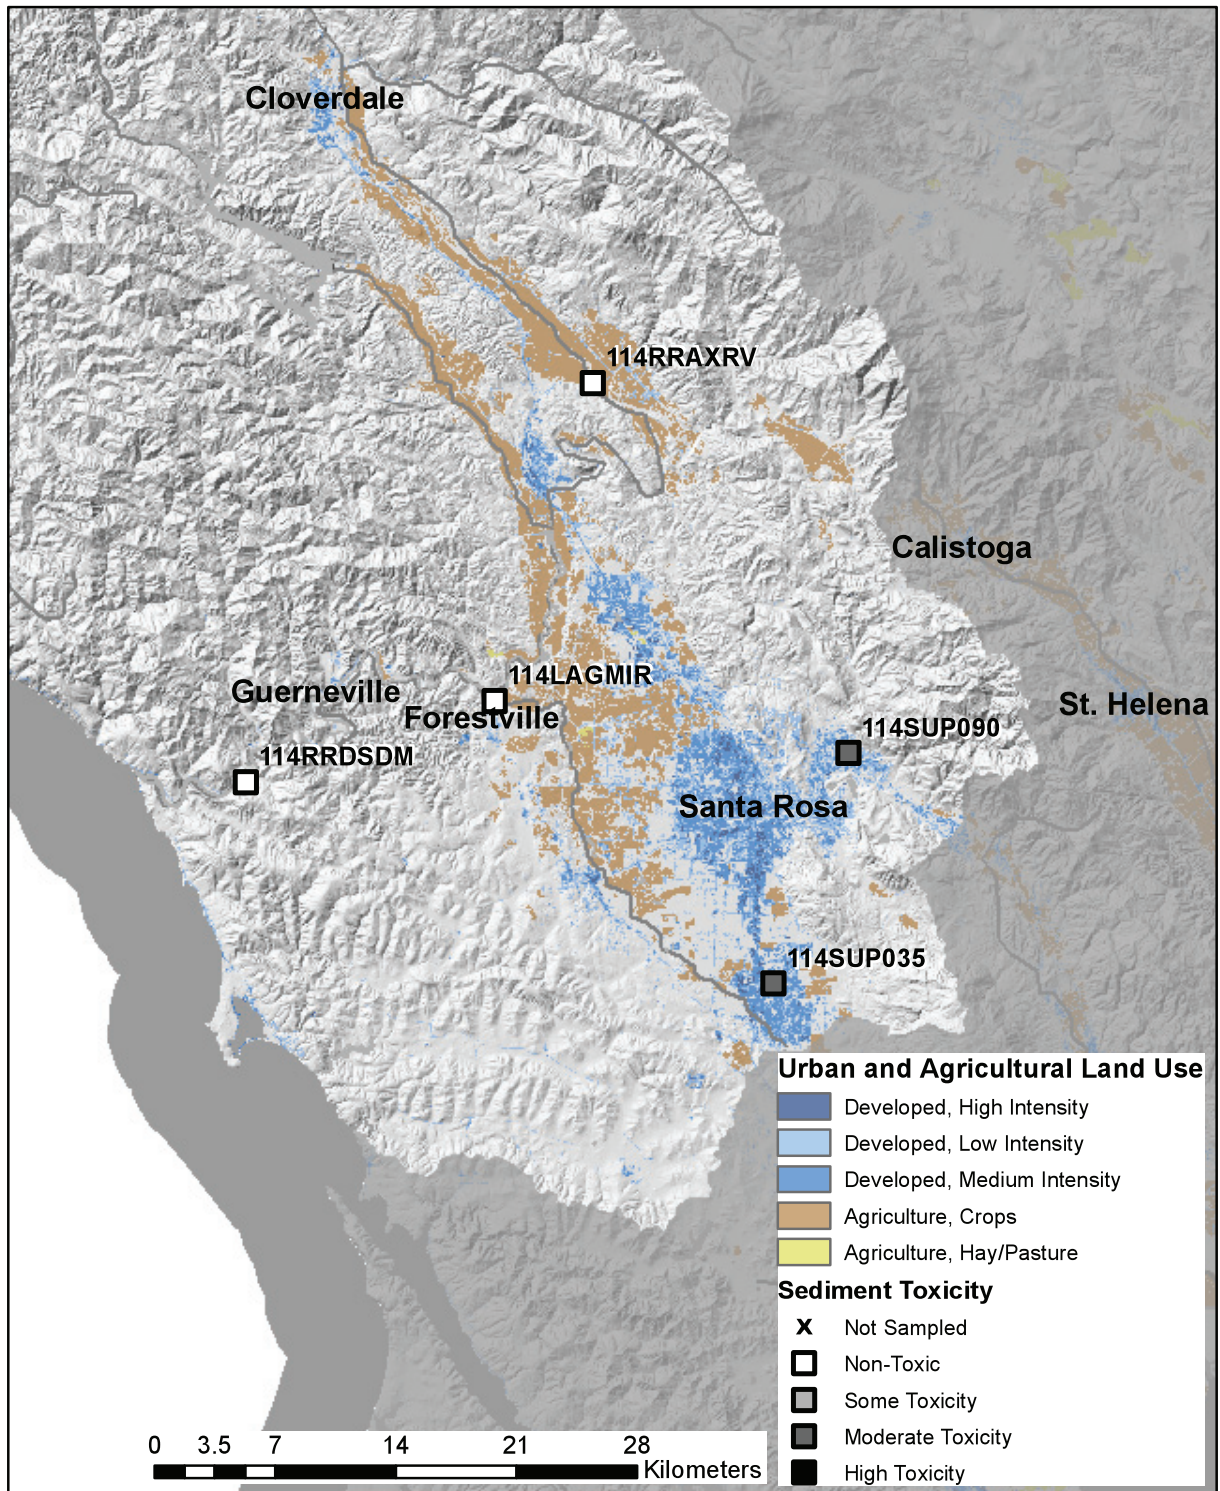 Cloverdale
114RRAXRV
Calistoga
114LAGMIR
Guerneville
St. Helena
Forestville
114SUP090
114RRDSDM
Santa Rosa
114SUP035
Urban and Agricultural Land Use
Developed, High Intensity
Developed, Low Intensity
Developed, Medium Intensity
Agriculture, Crops
Agriculture, Hay/Pasture
Sediment Toxicity
x Not Sampled
Non-Toxic
Some Toxicity
Moderate Toxicity
High Toxicity
0 3.5 7 14 21 28
Kilometers